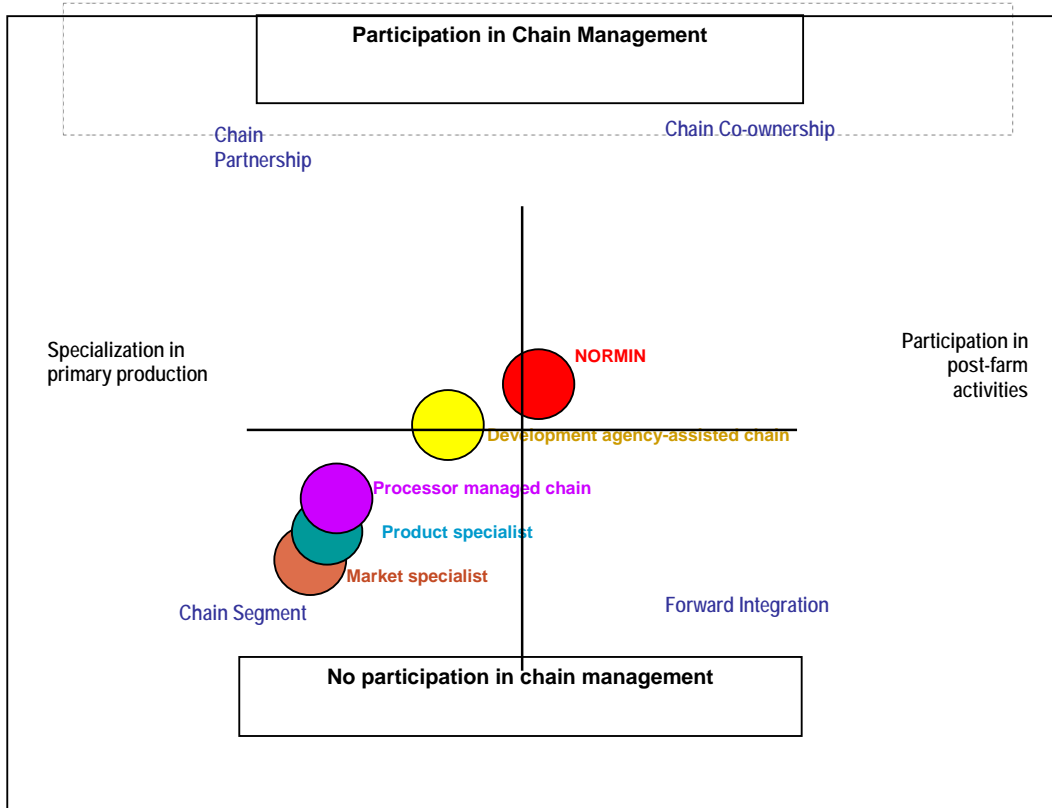 Participation in Chain Management
Chain Co-ownership
Chain
Partnership
Specialization in
primary production
Participation in
post-farm
activities
NORMIN
Development agency-assisted chain
Processor managed chain
Product specialist
Market specialist
Chain Segment
Forward Integration
No participation in chain management